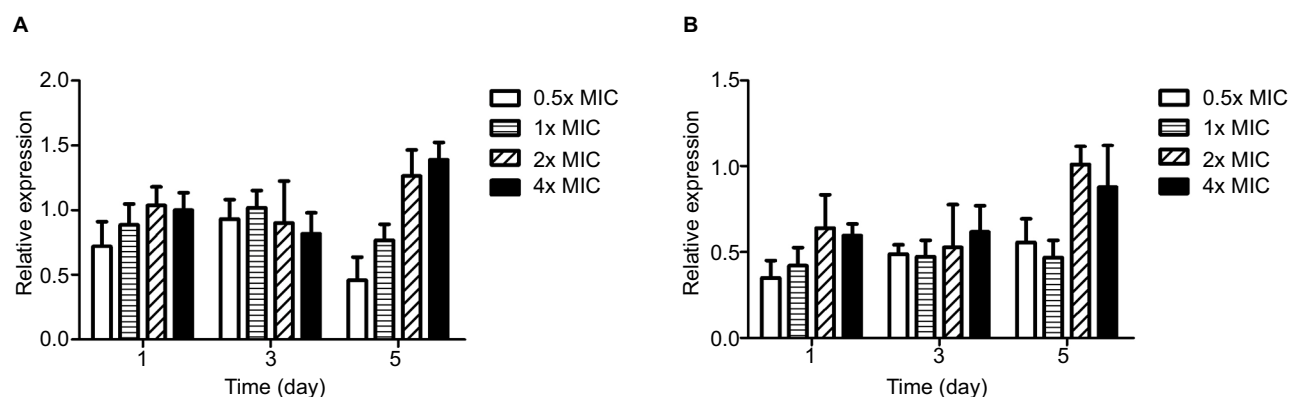 A
Relative expression
2.0
1.5
1.0
0.5
0.0
1 3 5
Time (day)
0.5x MIC
1x MIC
2x MIC
4x MIC
B
Relative expression
1.5
1.0
0.5
0.0
1 3 5
Time (day)
0.5x MIC
1x MIC
2x MIC
4x MIC